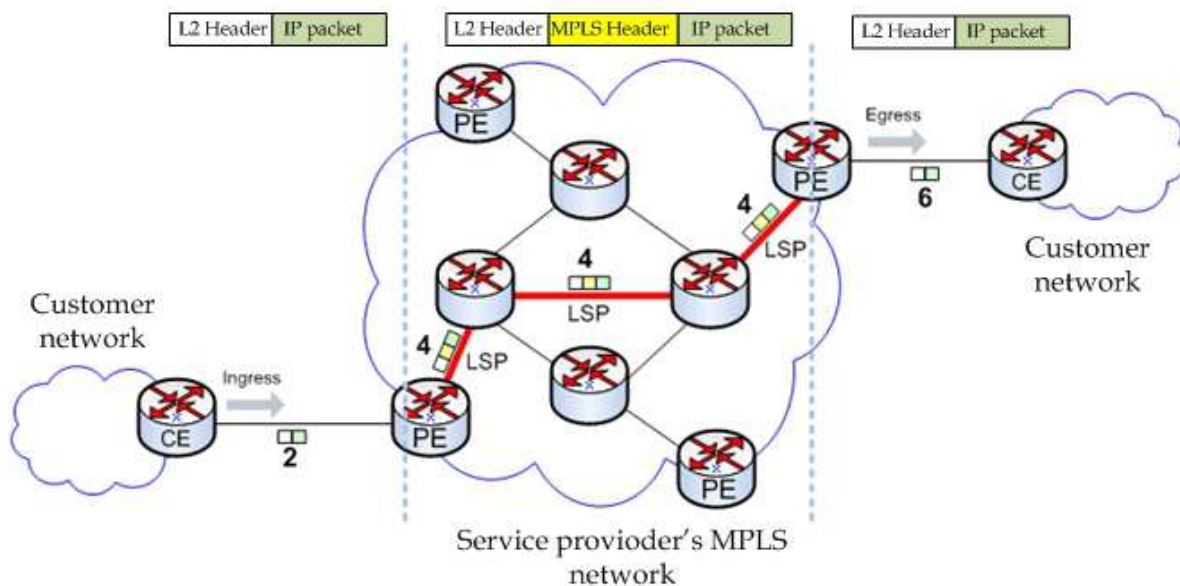 L2 Header IP packet
L2 Header MPLS Header IP packet
L2 Header IP packet
PE
Egress
PE
CE
6
4
LSP
Customer
network
4
LSP
Customer
network
4
LSP
Ingress
CE
PE
2
PE
Service provioder's MPLS
network